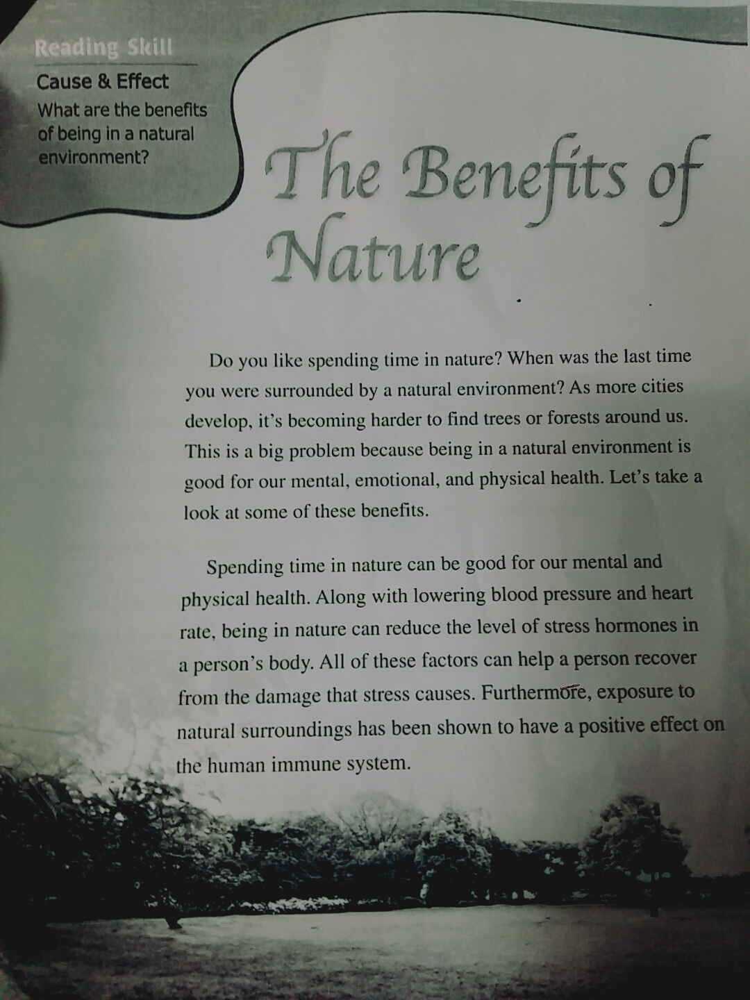 Reading Skill
Cause & Effect
What are the benefits
of being in a natural
environment?
The Benefits of
Nature
Do you like spending time in nature? When was the last time
you were surrounded by a natural environment? As more cities
develop, it's becoming harder to find trees or forests around us.
This is a big problem because being in a natural environment is
good for our mental, emotional, and physical health. Let's take a
look at some of these benefits.
Spending time in nature can be good for our mental and
physical health. Along with lowering blood pressure and heart
rate, being in nature can reduce the level of stress hormones in
a person's body. All of these factors can help a person recover
from the damage that stress causes. Furthermore, exposure to
natural surroundings has been shown to have a positive effect on
the human immune system.